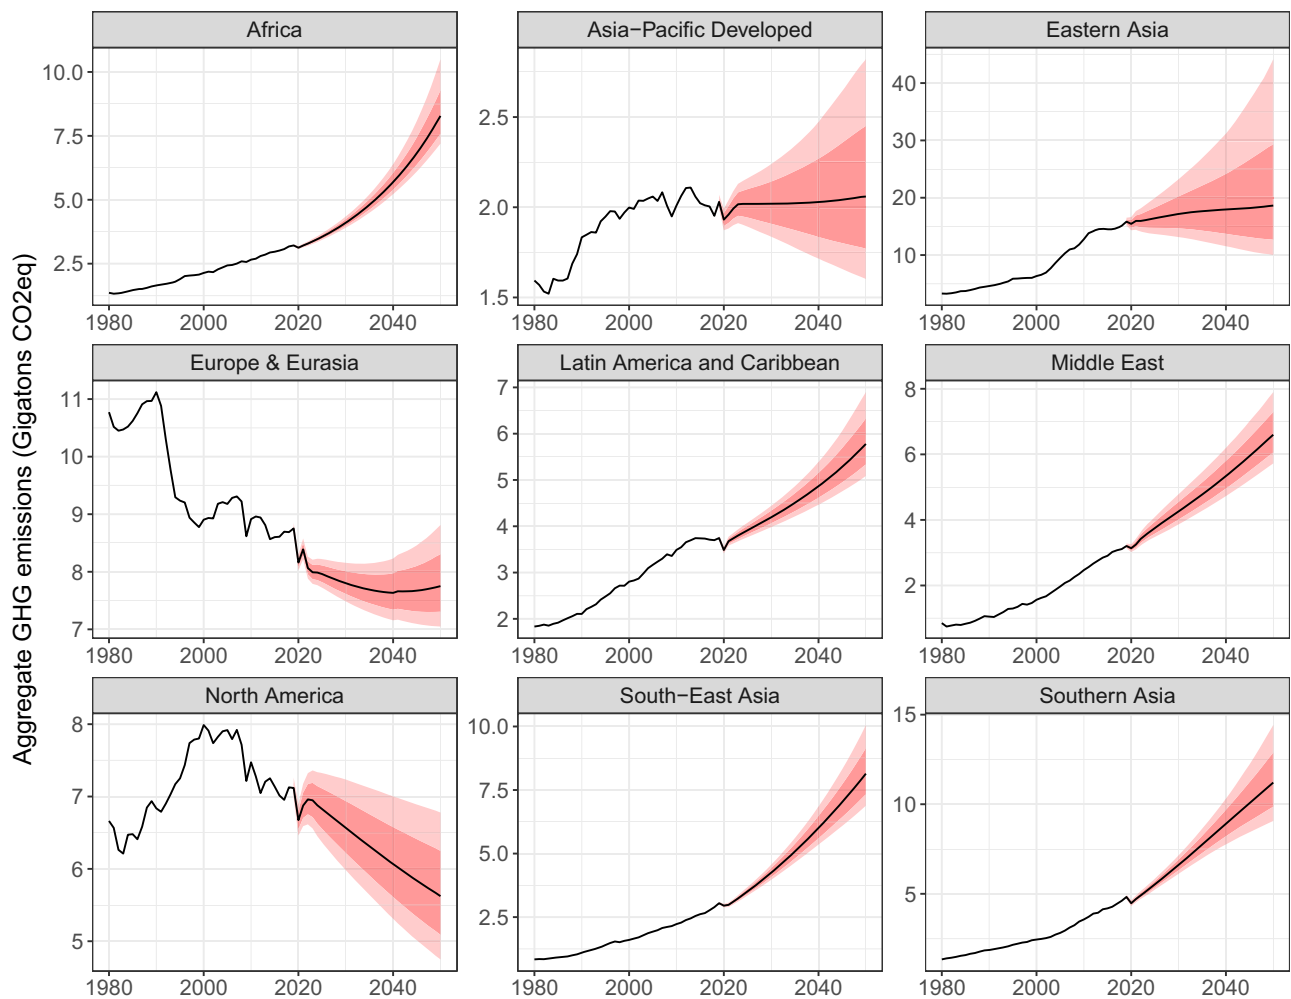 Aggregate GHG emissions (Gigatons CO2eq)
Africa
10.0
7.5
5.0
2.5
1980 2000 2020 2040
Asia−Pacific Developed
2.5
2.0
1.5
1980 2000 2020 2040
Eastern Asia
40
30
20
10
1980 2000 2020 2040
Europe & Eurasia
11
10
9
8
7
1980 2000 2020 2040
Latin America and Caribbean
7
6
5
4
3
2
1980 2000 2020 2040
Middle East
8
6
4
2
1980 2000 2020 2040
North America
8
7
6
5
1980 2000 2020 2040
South−East Asia
10.0
7.5
5.0
2.5
1980 2000 2020 2040
Southern Asia
15
10
5
1980 2000 2020 2040